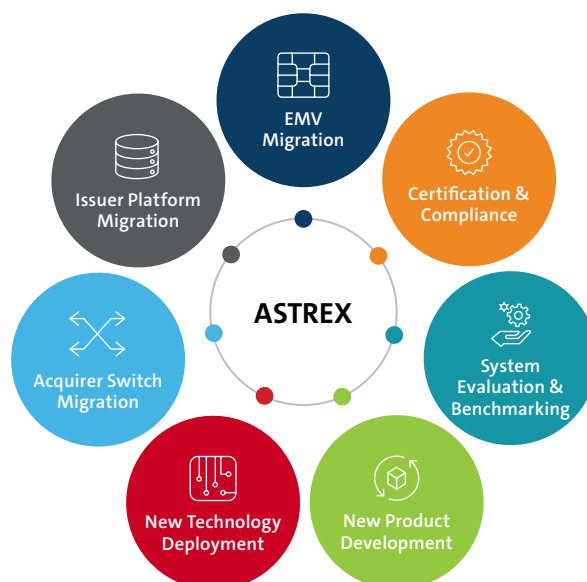 EMV
Migration
Certification &
Compliance
System
Evaluation &
Benchmarking
New Product
Development
New Technology
Deployment
Acquirer Switch
Migration
Issuer Platform
Migration
ASTREX